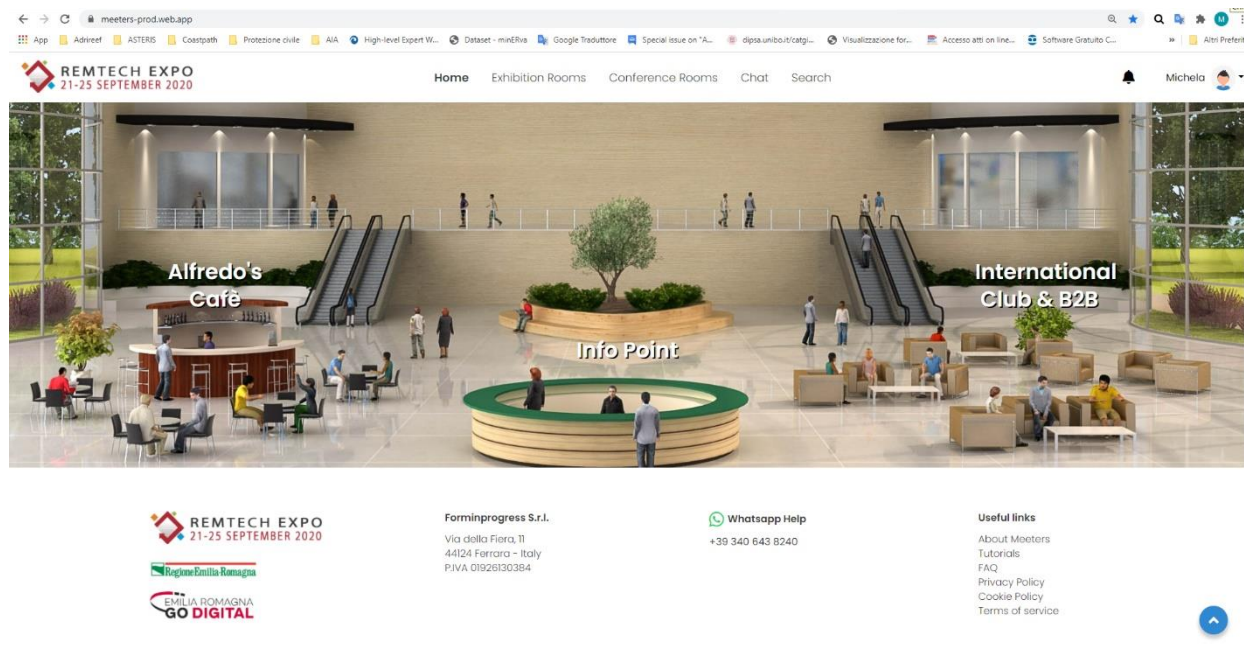 meeters-prod.web.app
App
Adrireef
ASTERIS
Coastpath
Protezione civile
AIA
High-level Expert W...
Dataset - minERva
Google Traduttore
Special issue on "A...
dipsa.unibo.it/catgi...
Visualizzazione for...
Accesso atti on line...
Software Gratuito C...
»
Altri Preferiti
REMTECH EXPO
21-25 SEPTEMBER 2020
Home
Exhibition Rooms
Conference Rooms
Chat
Search
Michela
Alfredo's
Cafè
Info Point
International
Club & B2B
REMTECH EXPO
21-25 SEPTEMBER 2020
RegioneEmilia-Romagna
EMILIA ROMAGNA
GO DIGITAL
Forminprogress S.r.l.
Via della Fiera, 11
44124 Ferrara - Italy
P.IVA 01926130384
Whatsapp Help
+39 340 643 8240
Useful links
About Meeters
Tutorials
FAQ
Privacy Policy
Cookie Policy
Terms of service